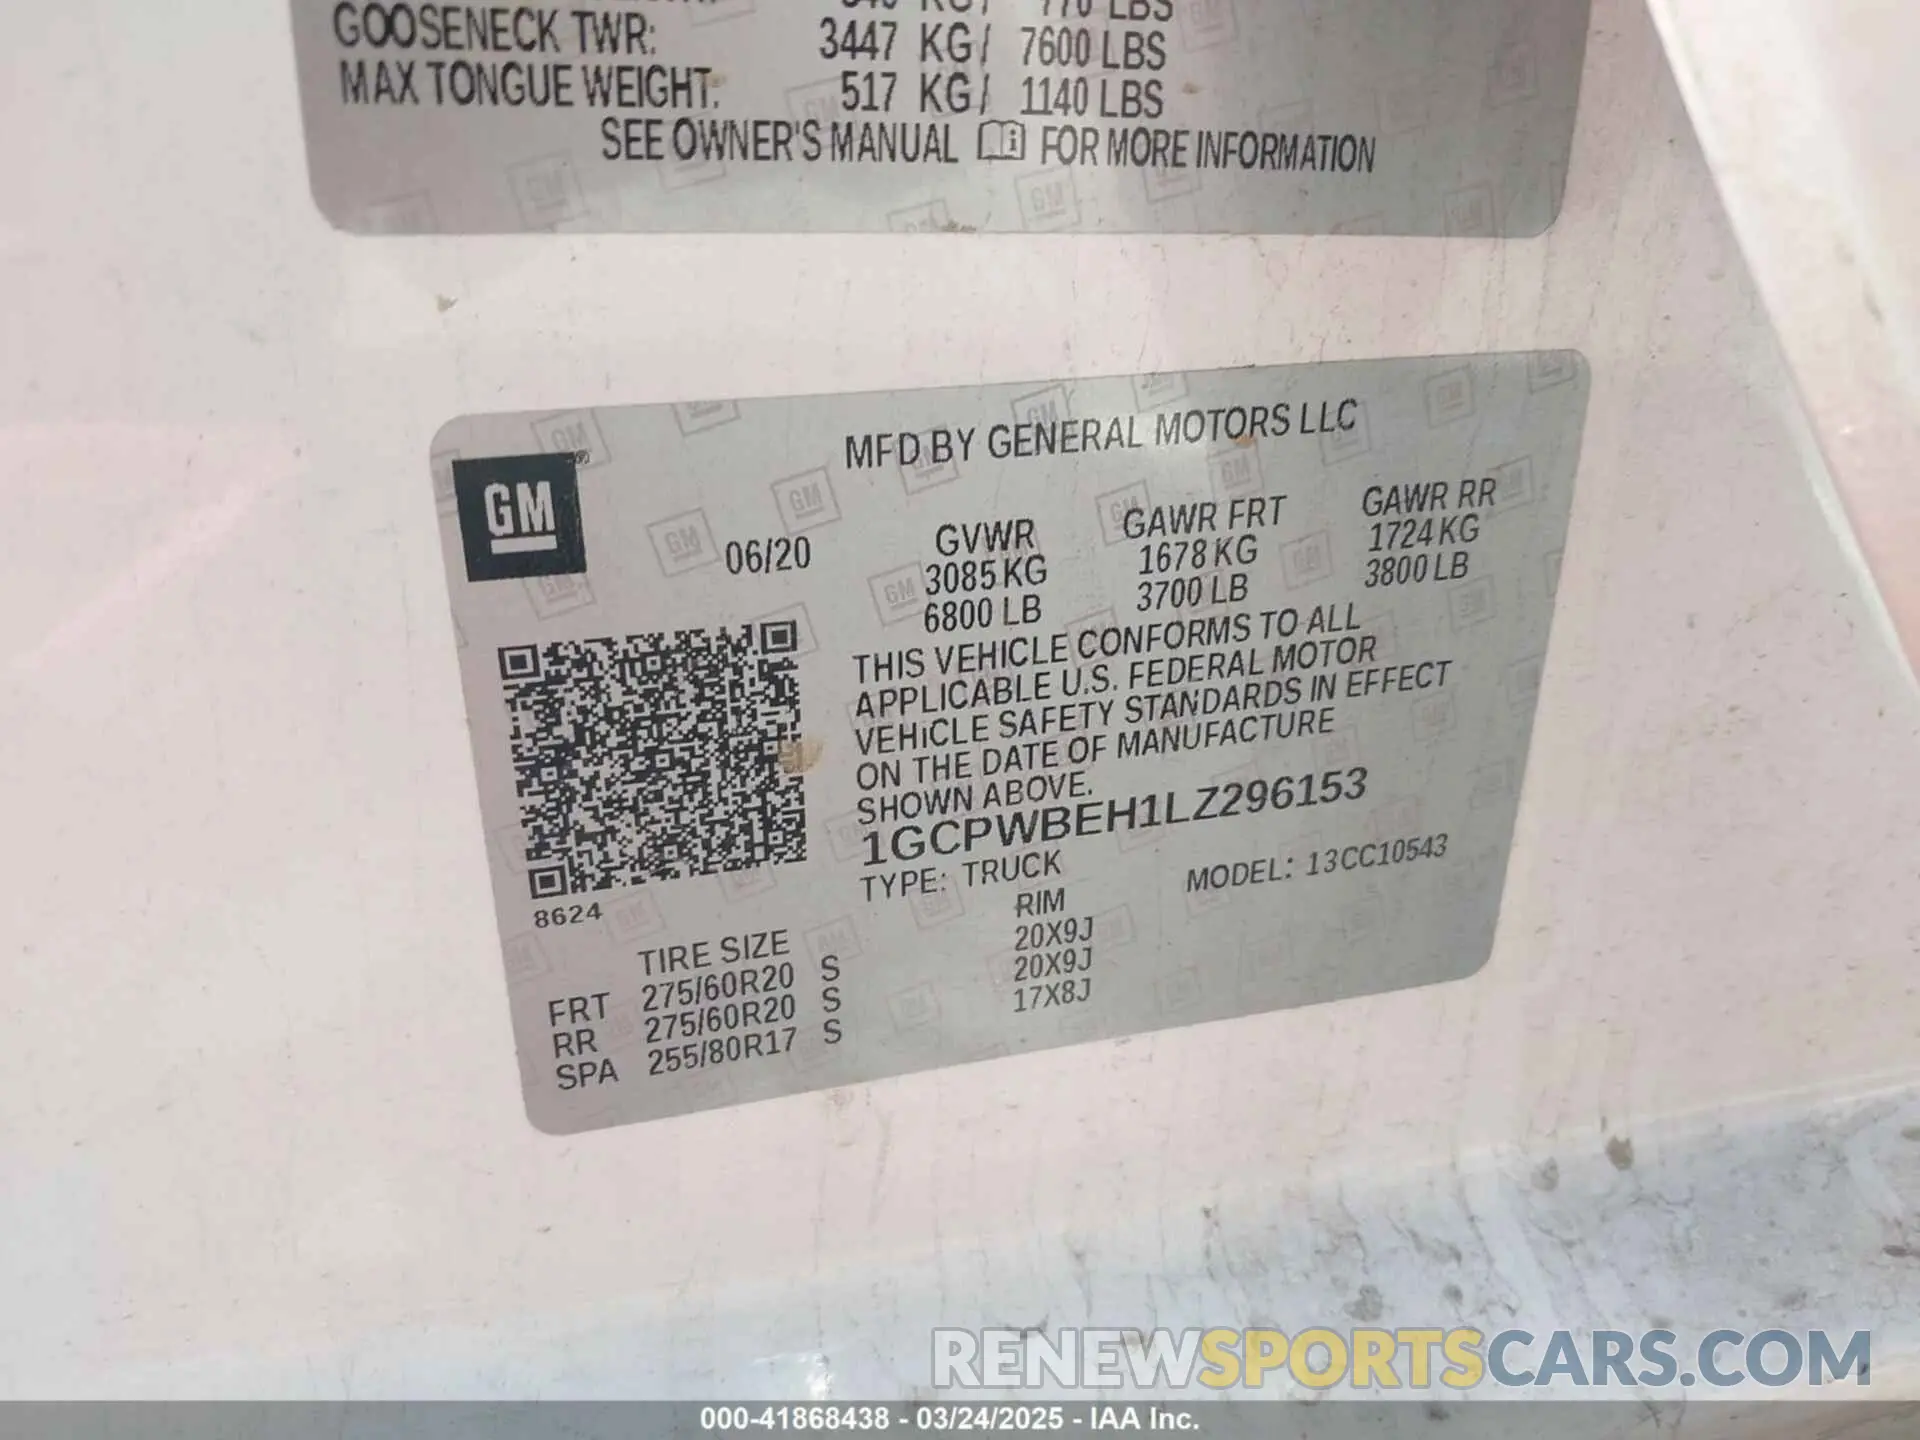 KG / 770 LBS
GOOSENECK TWR: 3447 KG / 7600 LBS
MAX TONGUE WEIGHT: 517 KG / 1140 LBS
SEE OWNER'S MANUAL FOR MORE INFORMATION
MFD BY GENERAL MOTORS LLC
GM®
06/20
GVWR GAWR FRT GAWR RR
3085 KG 1678 KG 1724 KG
6800 LB 3700 LB 3800 LB
THIS VEHICLE CONFORMS TO ALL
APPLICABLE U.S. FEDERAL MOTOR
VEHICLE SAFETY STANDARDS IN EFFECT
ON THE DATE OF MANUFACTURE
SHOWN ABOVE.
1GCPWBEH1LZ296153
TYPE: TRUCK MODEL: 13CC10543
8624
TIRE SIZE RIM
FRT 275/60R20 S 20X9J
RR 275/60R20 S 20X9J
SPA 255/80R17 S 17X8J
RENEWSPORTSCARS.COM
000-41868438 - 03/24/2025 - IAA Inc.